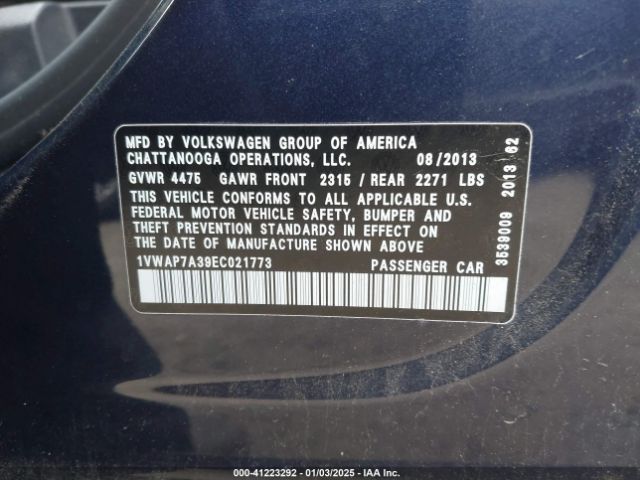 MFD BY VOLKSWAGEN GROUP OF AMERICA
CHATTANOOGA OPERATIONS, LLC. 08/2013
GVWR 4475 GAWR FRONT 2315 / REAR 2271 LBS
THIS VEHICLE CONFORMS TO ALL APPLICABLE U.S.
FEDERAL MOTOR VEHICLE SAFETY, BUMPER AND
THEFT PREVENTION STANDARDS IN EFFECT ON
THE DATE OF MANUFACTURE SHOWN ABOVE
1VWAP7A39EC021773 PASSENGER CAR
3539009 2013 62
000-41223292 - 01/03/2025 - IAA Inc.